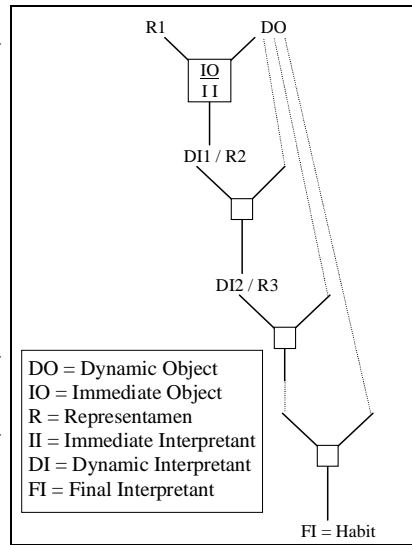 R1 DO
IO
I I
DI1 / R2
DI2 / R3
DO = Dynamic Object
IO = Immediate Object
R = Representamen
II = Immediate Interpretant
DI = Dynamic Interpretant
FI = Final Interpretant
FI = Habit